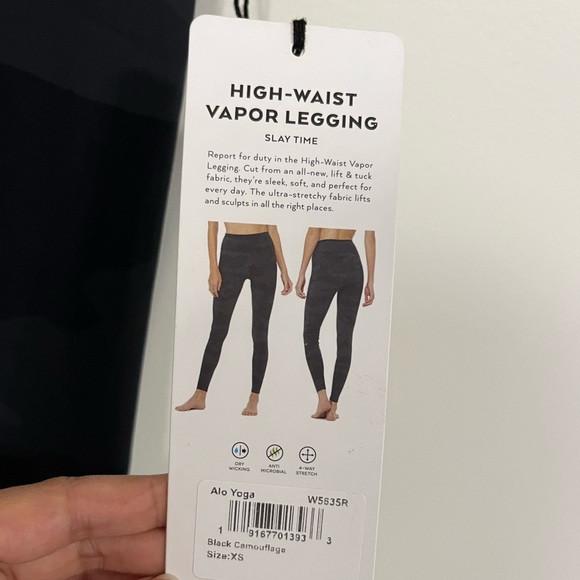 HIGH-WAIST
VAPOR LEGGING
SLAY TIME
Report for duty in the High-Waist Vapor
Legging. Cut from an all-new, lift & tuck
fabric, they're sleek, soft, and perfect for
every day. The ultra-stretchy fabric lifts
and sculpts in all the right places.
DRY
WICKING
ANTI
MICROBIAL
4-WAY
STRETCH
Alo Yoga W5635R
1 91677 01393 3
Black Camouflage
Size:XS